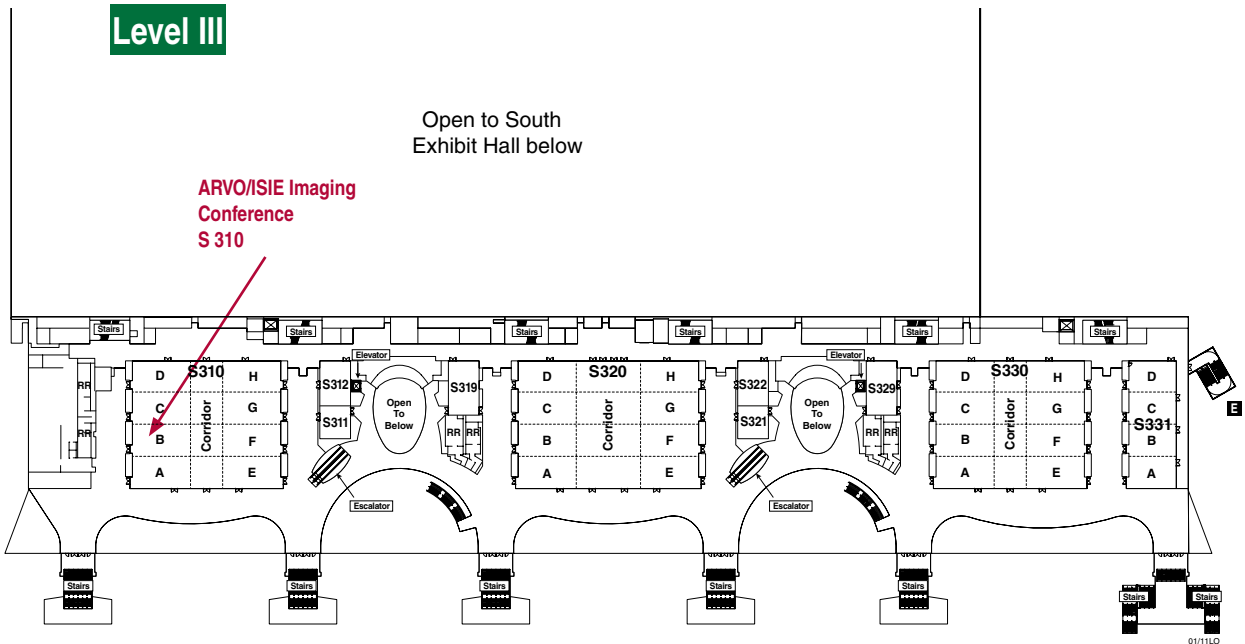 Level III
Open to South
Exhibit Hall below
ARVO/ISIE Imaging
Conference
S 310
Stairs
Stairs
Stairs
Stairs
Stairs
Stairs
Elevator
Elevator
RR
RR
D
S310
H
C
G
B
Corridor
F
A
E
S312
S311
Open
To
Below
S319
RR
RR
Escalator
D
S320
H
C
G
B
Corridor
F
A
E
S322
S321
Open
To
Below
S329
RR
RR
Escalator
D
S330
H
C
G
B
Corridor
F
A
E
D
C
S331
B
A
E
Stairs
Stairs
Stairs
Stairs
Stairs
Stairs
Stairs
01/11LO